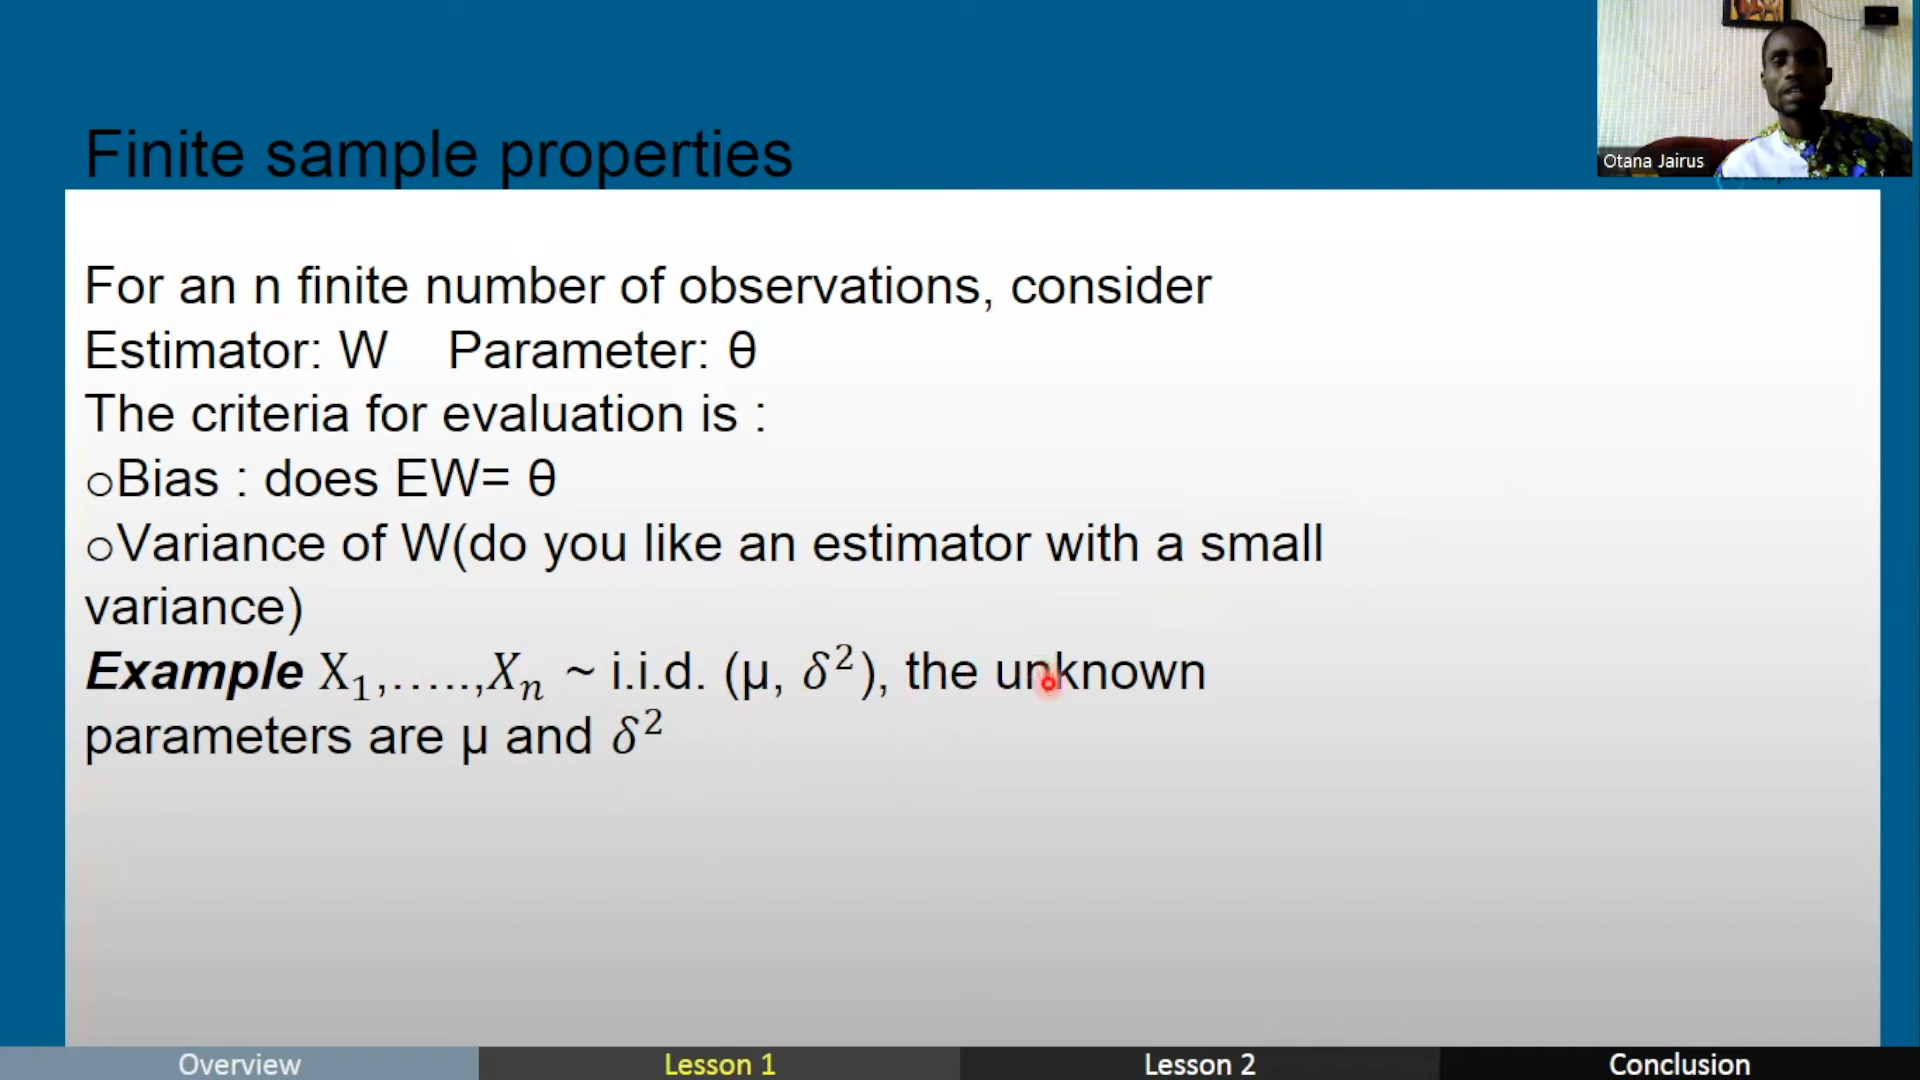 Finite sample properties
Otana Jairus
For an n finite number of observations, consider
Estimator: W Parameter: θ
The criteria for evaluation is :
oBias : does EW= θ
oVariance of W(do you like an estimator with a small
variance)
Example X₁,…..,Xₙ ~ i.i.d. (µ, δ²), the unknown
parameters are µ and δ²
Overview Lesson 1 Lesson 2 Conclusion